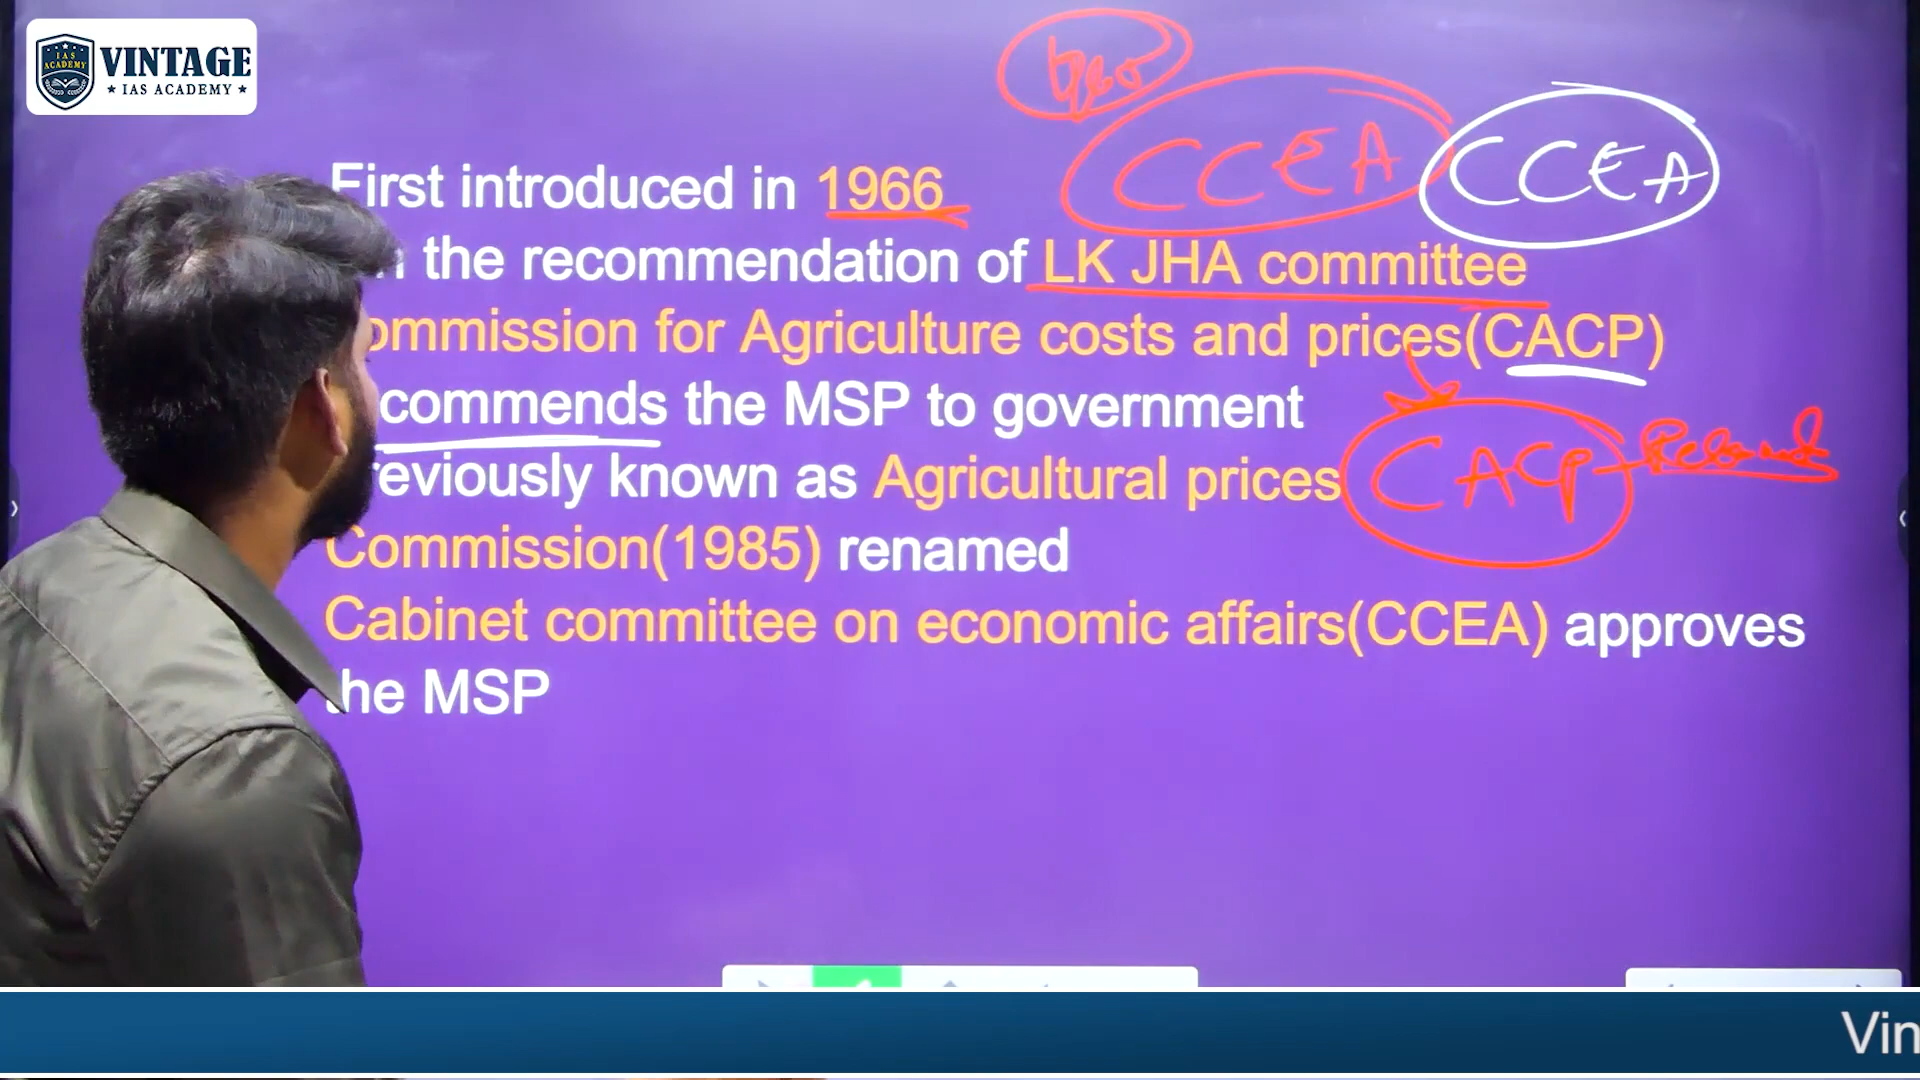 IAS
ACADEMY
VINTAGE
IAS ACADEMY
CCEA
CCEA
First introduced in 1966
the recommendation of LK JHA committee
ommission for Agriculture costs and prices(CACP)
commends the MSP to government
reviously known as Agricultural prices
CACP
Commission(1985) renamed
Cabinet committee on economic affairs(CCEA) approves
the MSP
Vin